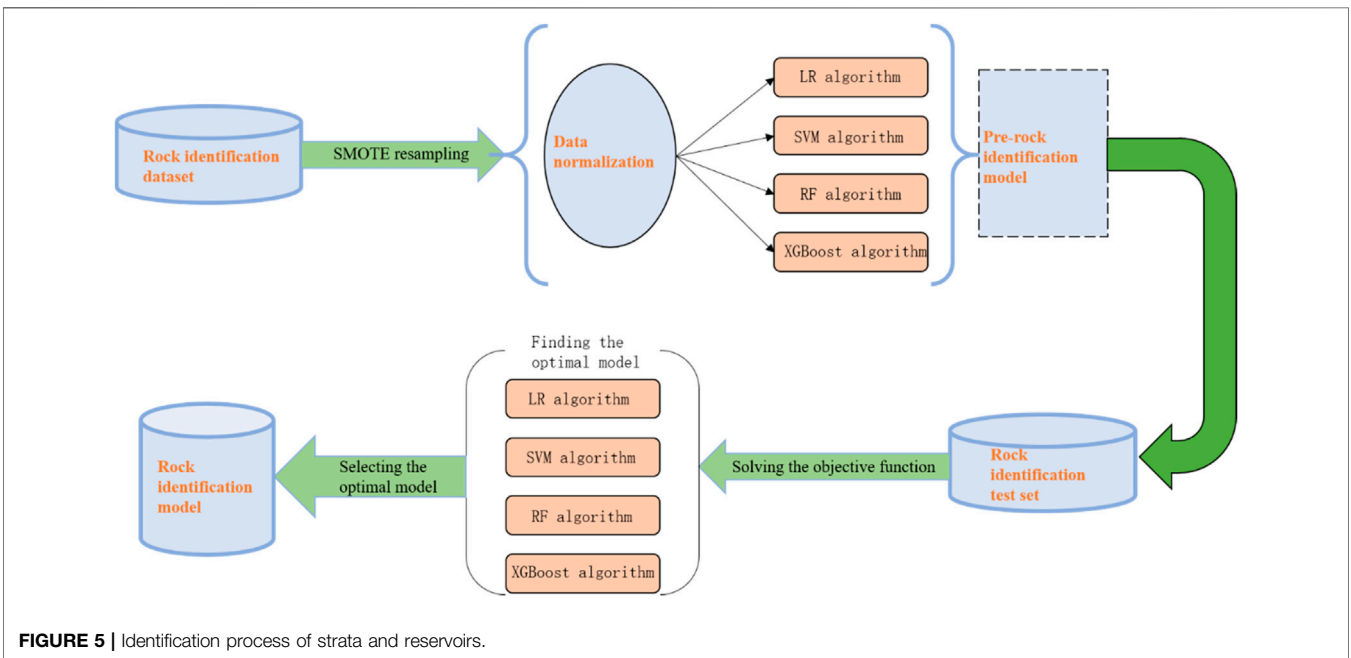 Rock identification
dataset
SMOTE resampling
Data
normalization
LR algorithm
SVM algorithm
RF algorithm
XGBoost algorithm
Pre-rock
identification
model
Rock
identification
test set
Solving the objective function
Finding the
optimal model
LR algorithm
SVM algorithm
RF algorithm
XGBoost algorithm
Selecting the
optimal model
Rock
identification
model
FIGURE 5 | Identification process of strata and reservoirs.